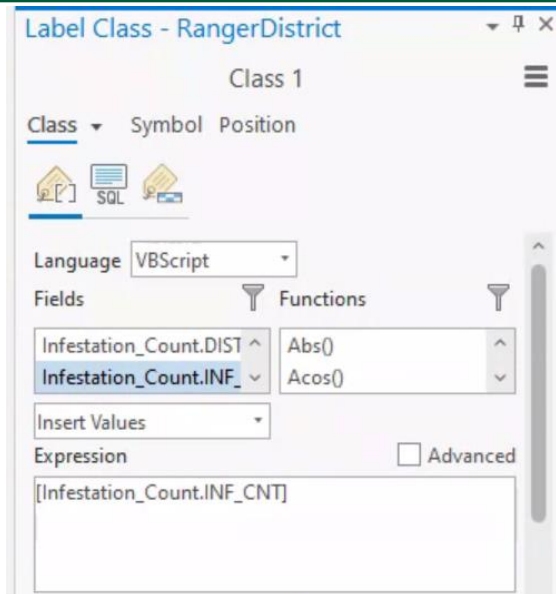 Label Class - RangerDistrict
Class 1
Class Symbol Position
SQL
Language VBScript
Fields Functions
Infestation_Count.DIST Abs()
Infestation_Count.INF_ Acos()
Insert Values
Expression Advanced
[Infestation_Count.INF_CNT]